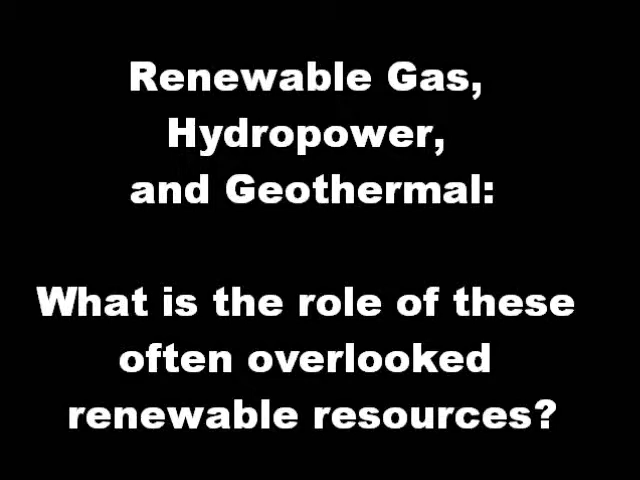 Renewable Gas,
Hydropower,
and Geothermal:
What is the role of these
often overlooked
renewable resources?